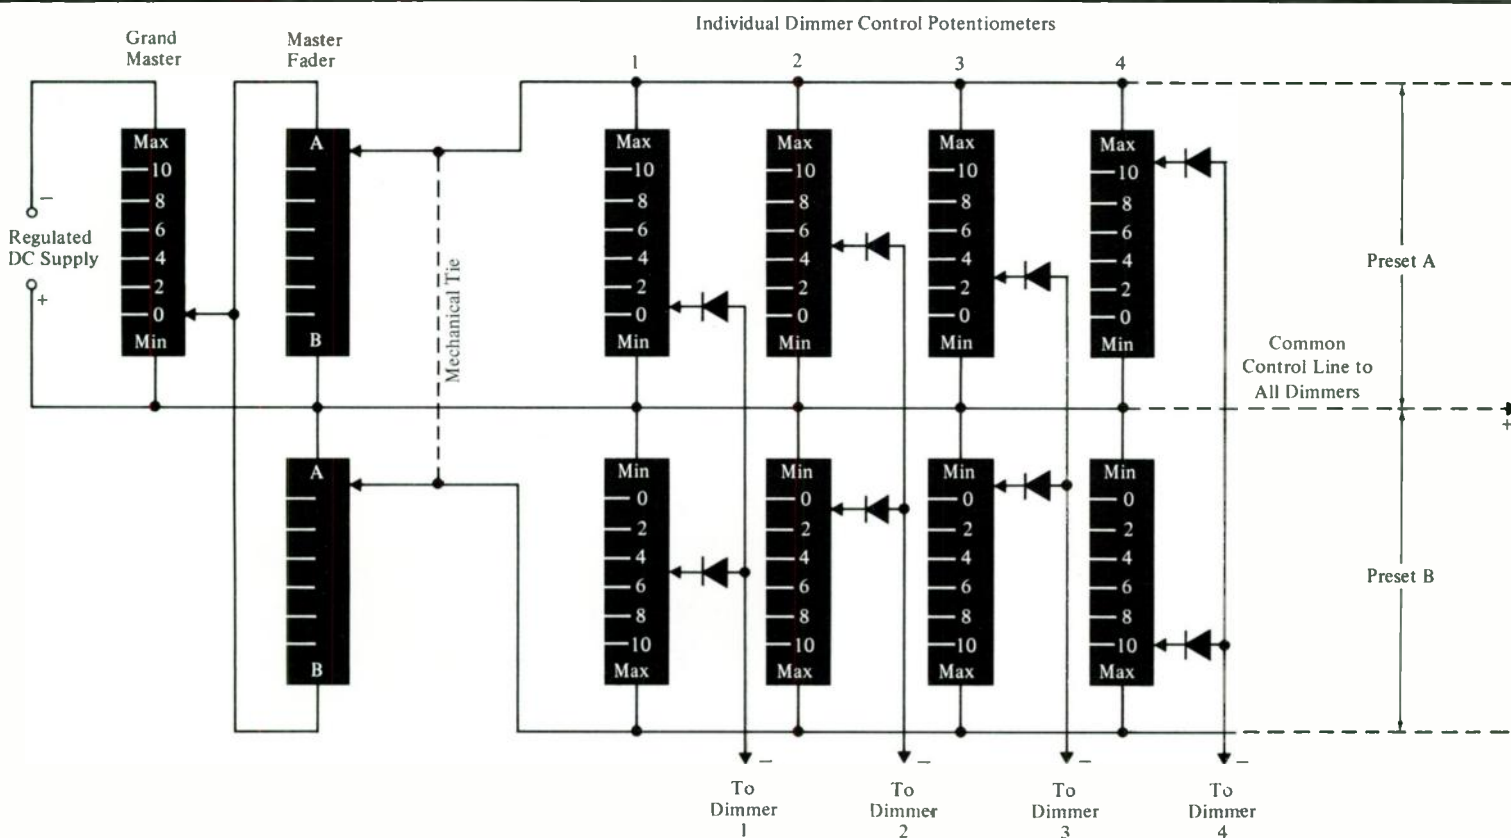 Individual Dimmer Control Potentiometers
Grand
Master
Master
Fader
1
2
3
4
Max
10
8
6
4
2
0
Min
A
B
Max
10
8
6
4
2
0
Min
Max
10
8
6
4
2
0
Min
Max
10
8
6
4
2
0
Min
Max
10
8
6
4
2
0
Min
−
Regulated
DC Supply
+
Mechanical Tie
Preset A
Common
Control Line to
All Dimmers
+
A
B
Min
0
2
4
6
8
10
Max
Min
0
2
4
6
8
10
Max
Min
0
2
4
6
8
10
Max
Min
0
2
4
6
8
10
Max
Preset B
−
−
−
−
To
Dimmer
1
To
Dimmer
2
To
Dimmer
3
To
Dimmer
4